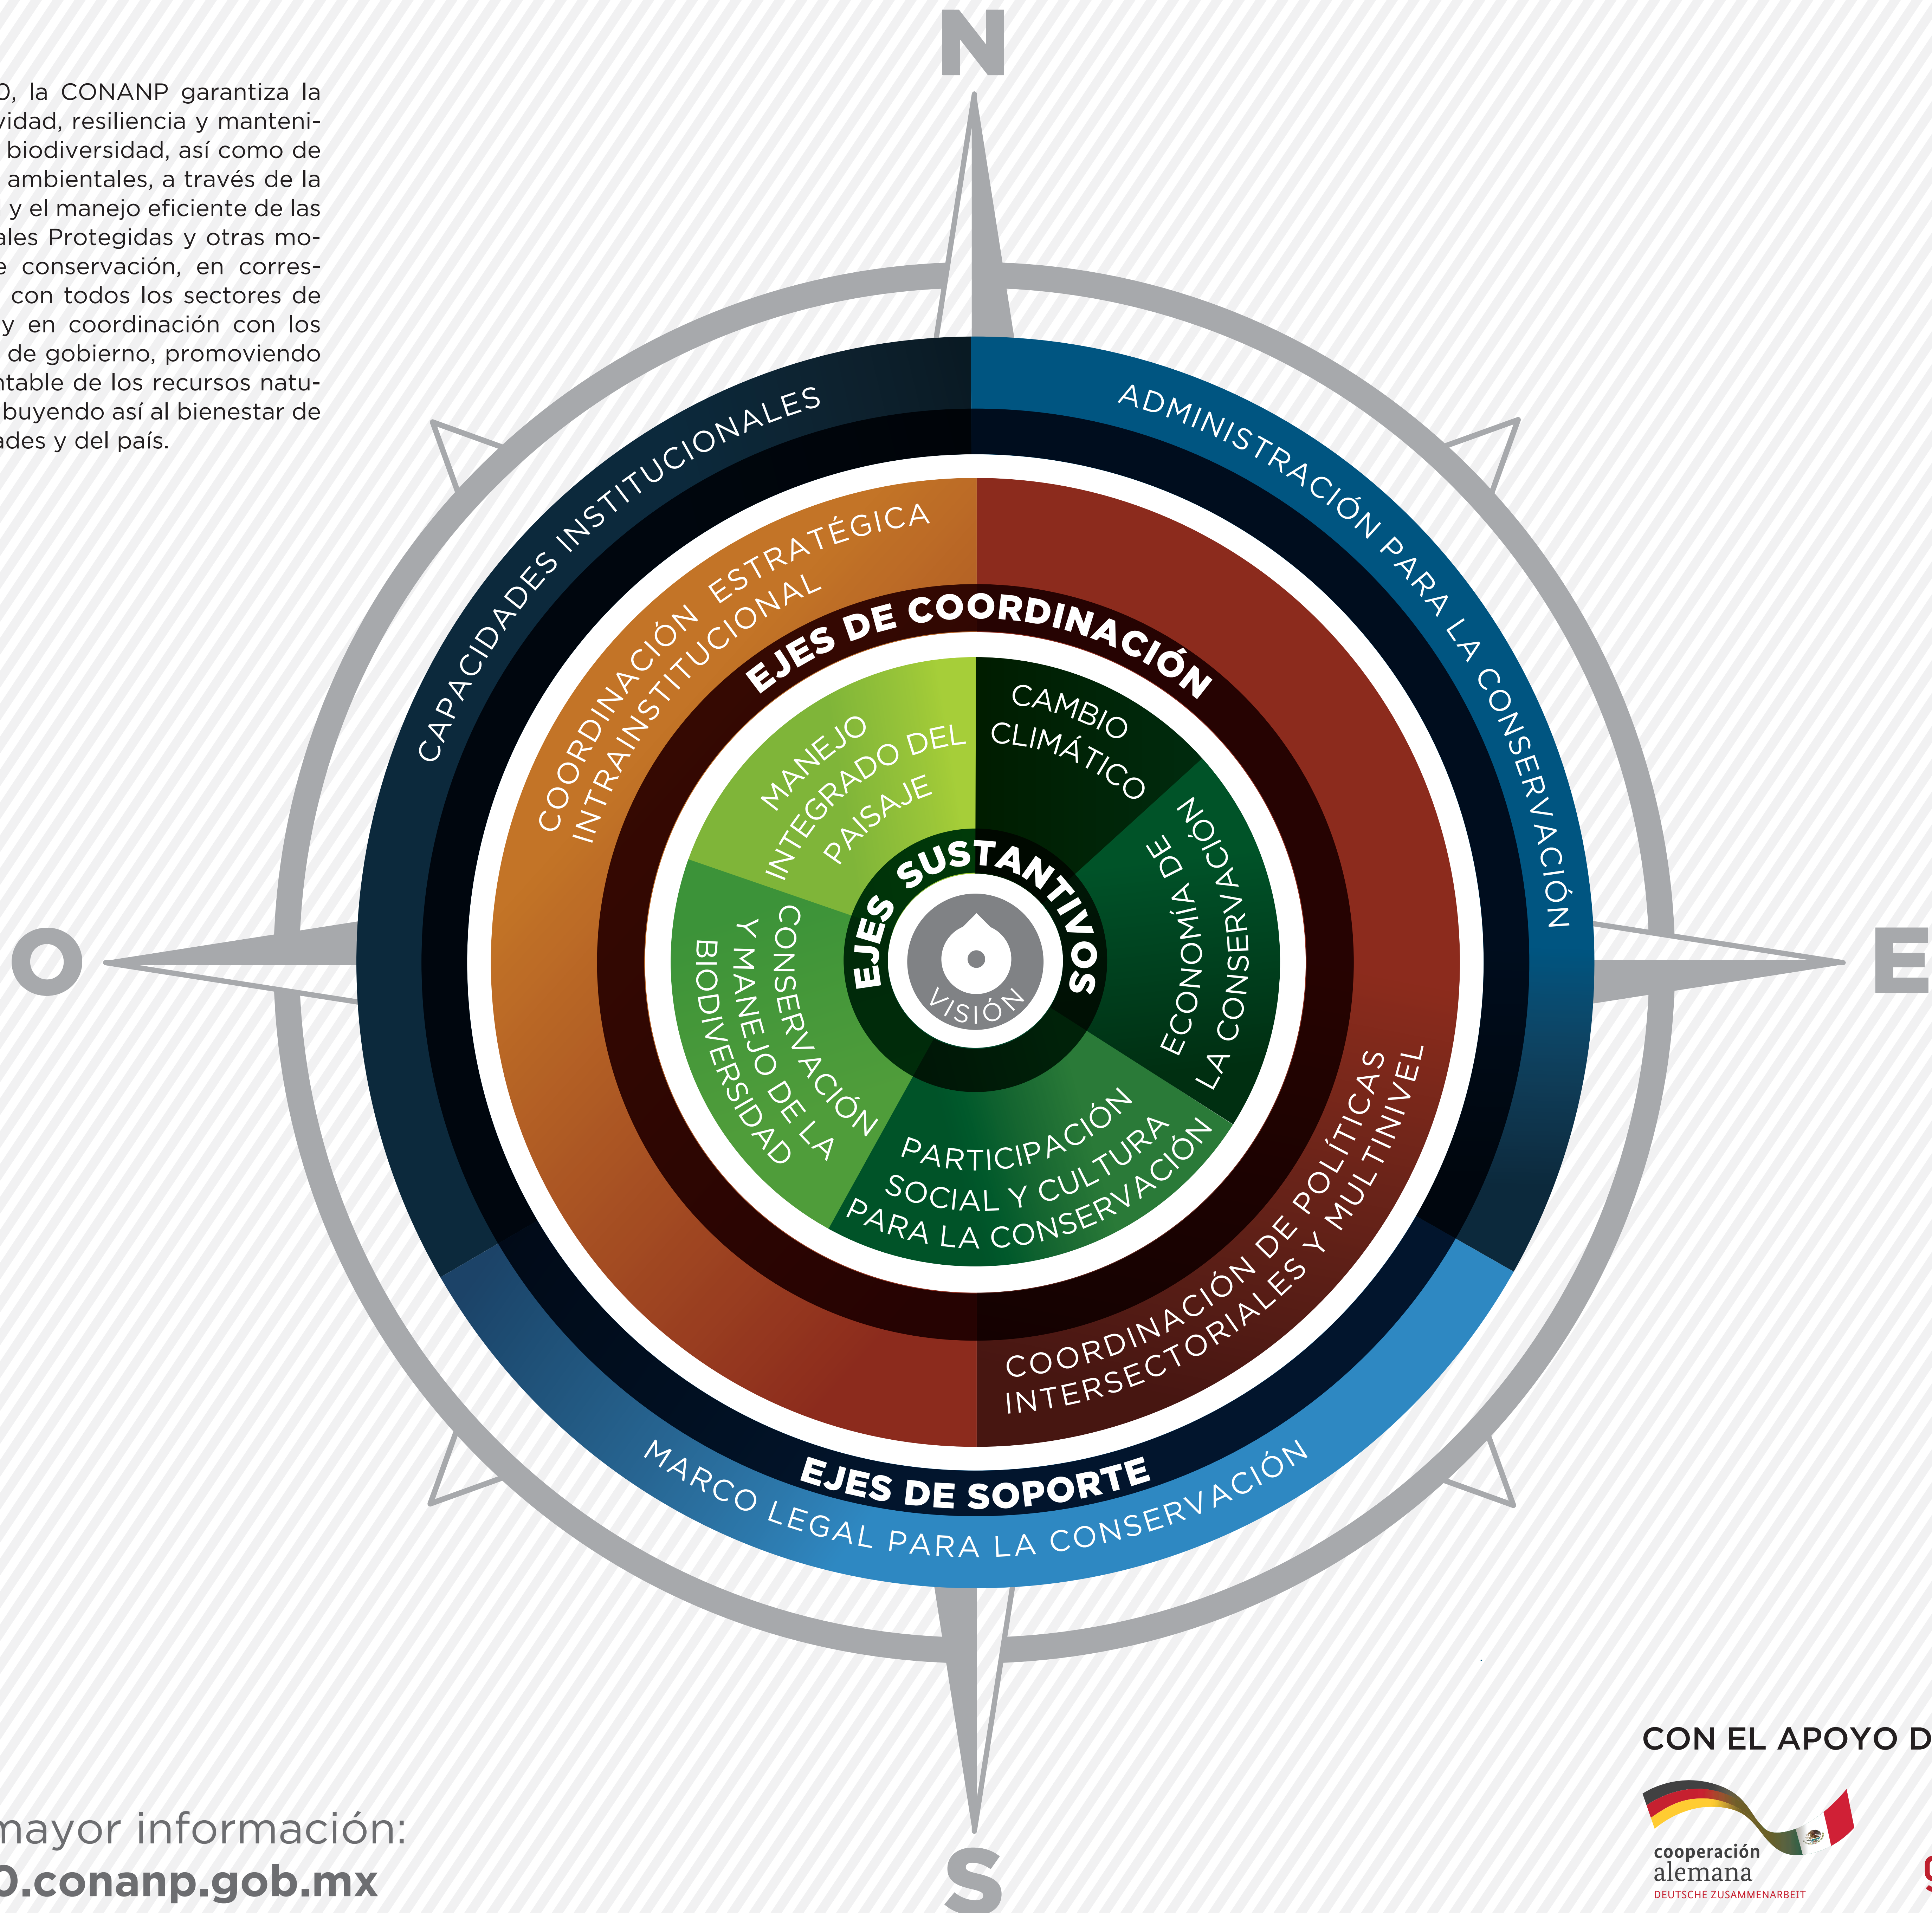 N
0, la CONANP garantiza la
vidad, resiliencia y manteni-
biodiversidad, así como de
ambientales, a través de la
y el manejo eficiente de las
ales Protegidas y otras mo-
e conservación, en corres-
con todos los sectores de
y en coordinación con los
de gobierno, promoviendo
ntable de los recursos natu-
buyendo así al bienestar de
ades y del país.
CAPACIDADES INSTITUCIONALES
ADMINISTRACIÓN PARA LA CONSERVACIÓN
COORDINACIÓN ESTRATÉGICA
INTRAINSTITUCIONAL
EJES DE COORDINACIÓN
MANEJO
INTEGRADO DEL
PAISAJE
CAMBIO
CLIMÁTICO
ECONOMÍA DE
LA CONSERVACIÓN
EJES SUSTANTIVOS
VISIÓN
O
E
CONSERVACIÓN
Y MANEJO DE LA
BIODIVERSIDAD
PARTICIPACIÓN
SOCIAL Y CULTURA
PARA LA CONSERVACIÓN
COORDINACIÓN DE POLÍTICAS
INTERSECTORIALES Y MULTINIVEL
EJES DE SOPORTE
MARCO LEGAL PARA LA CONSERVACIÓN
S
mayor información:
0.conanp.gob.mx
CON EL APOYO D
cooperación
alemana
DEUTSCHE ZUSAMMENARBEIT